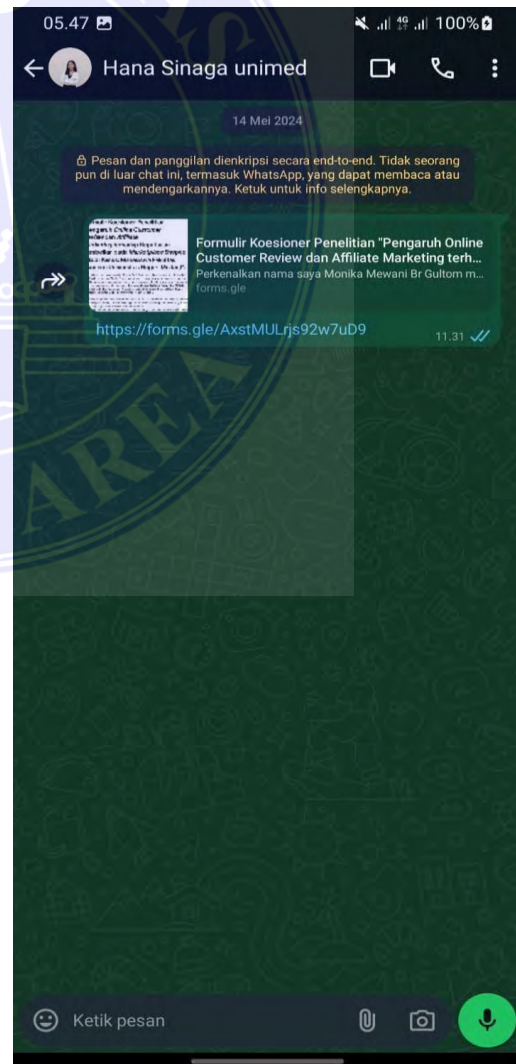 05.47
4G
100%
Hana Sinaga unimed
14 Mei 2024
Pesan dan panggilan dienkripsi secara end-to-end. Tidak seorang
pun di luar chat ini, termasuk WhatsApp, yang dapat membaca atau
mendengarkannya. Ketuk untuk info selengkapnya.
Formulir Koesioner Penelitian "Pengaruh Online
Customer Review dan Affiliate Marketing terh...
Perkenalkan nama saya Monika Mewani Br Gultom m...
forms.gle
https://forms.gle/AxstMULrjs92w7uD9
11.31
AREA
Ketik pesan